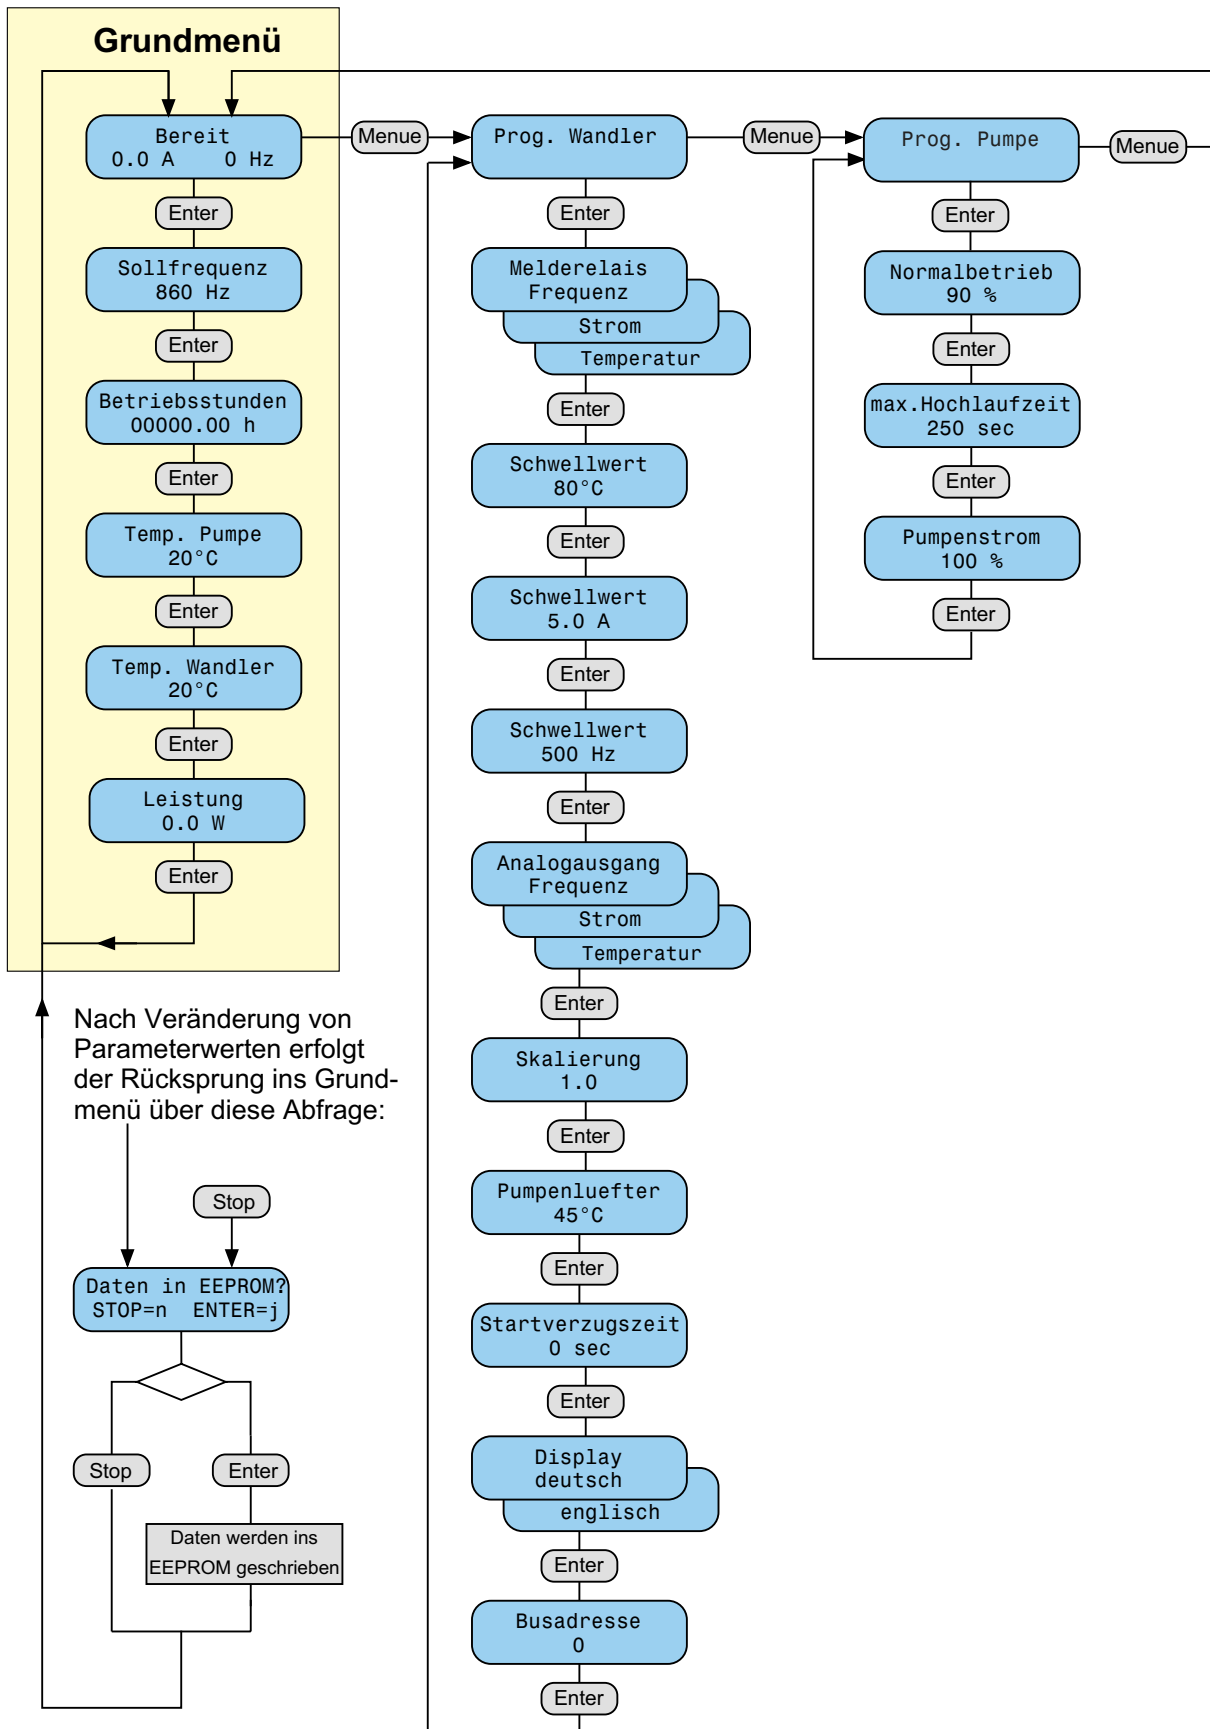 Grundmenü
Bereit
0.0 A 0 Hz
Enter
Sollfrequenz
860 Hz
Enter
Betriebsstunden
00000.00 h
Enter
Temp. Pumpe
20°C
Enter
Temp. Wandler
20°C
Enter
Leistung
0.0 W
Enter
Nach Veränderung von
Parameterwerten erfolgt
der Rücksprung ins Grund-
menü über diese Abfrage:
Stop
Daten in EEPROM?
STOP=n ENTER=j
Stop
Enter
Daten werden ins
EEPROM geschrieben
Menue
Prog. Wandler
Enter
Melderelais
Frequenz
Strom
Temperatur
Enter
Schwellwert
80°C
Enter
Schwellwert
5.0 A
Enter
Schwellwert
500 Hz
Enter
Analogausgang
Frequenz
Strom
Temperatur
Enter
Skalierung
1.0
Enter
Pumpenluefter
45°C
Enter
Startverzugszeit
0 sec
Enter
Display
deutsch
englisch
Enter
Busadresse
0
Enter
Menue
Prog. Pumpe
Enter
Normalbetrieb
90 %
Enter
max.Hochlaufzeit
250 sec
Enter
Pumpenstrom
100 %
Enter
Menue